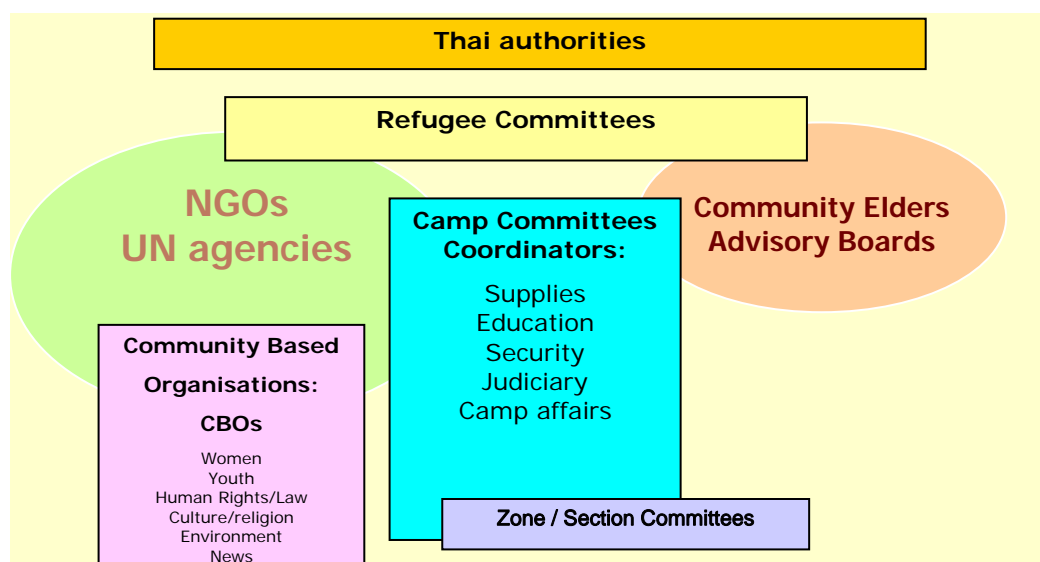 Thai authorities
Refugee Committees
NGOs
UN agencies
Community Elders
Advisory Boards
Camp Committees
Coordinators:
Supplies
Education
Security
Judiciary
Camp affairs
Community Based
Organisations:
CBOs
Women
Youth
Human Rights/Law
Culture/religion
Environment
News
Zone / Section Committees